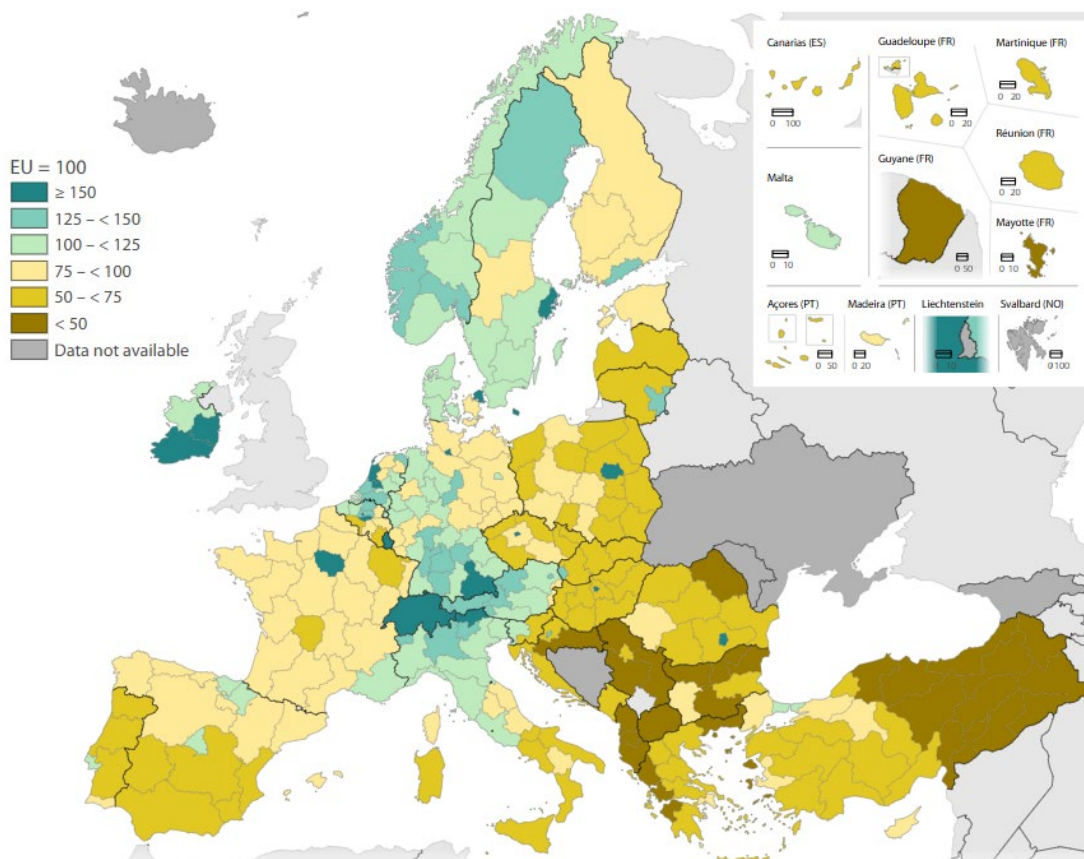 EU = 100
≥ 150
125 – < 150
100 – < 125
75 – < 100
50 – < 75
< 50
Data not available
Canarias (ES)
0 100
Guadeloupe (FR)
0 20
Martinique (FR)
0 20
Malta
0 10
Guyane (FR)
0 50
Réunion (FR)
0 20
Mayotte (FR)
0 10
Açores (PT)
0 50
Madeira (PT)
0 20
Liechtenstein
Svalbard (NO)
0 100